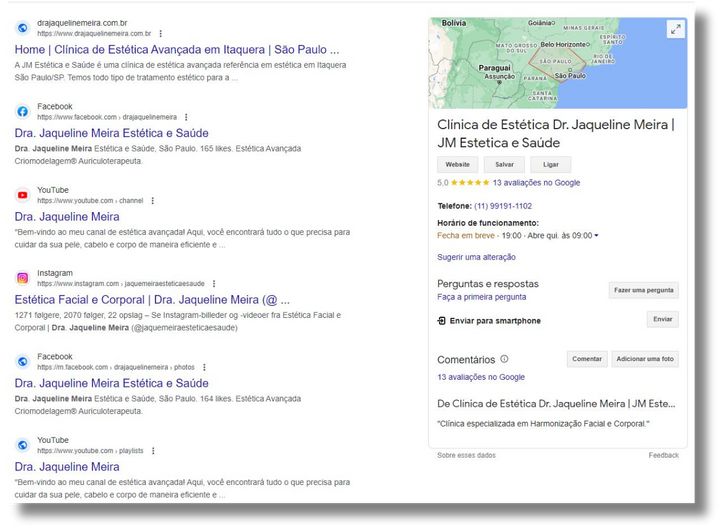 drajaquelinemeira.com.br
https://www.drajaquelinemeira.com.br
Home | Clínica de Estética Avançada em Itaquera | São Paulo ...
A JM Estética e Saúde é uma clínica de estética avançada referência em estética em Itaquera
São Paulo/SP. Temos todo tipo de tratamento estético para a ...
Facebook
https://www.facebook.com › drajaquelinemeira
Dra. Jaqueline Meira Estética e Saúde
Dra. Jaqueline Meira Estética e Saúde, São Paulo. 165 likes. Estética Avançada
Criomodelagem® Auriculoterapeuta.
YouTube
https://www.youtube.com › channel
Dra. Jaqueline Meira
"Bem-vindo ao meu canal de estética avançada! Aqui, você encontrará tudo o que precisa para
cuidar da sua pele, cabelo e corpo de maneira eficiente e ...
Instagram
https://www.instagram.com › jaquemeiraesteticaesaude
Estética Facial e Corporal | Dra. Jaqueline Meira (@ ...
1271 følgere, 2070 følger, 22 opslag – Se Instagram-billeder og -videoer fra Estética Facial e
Corporal | Dra. Jaqueline Meira (@jaquemeiraesteticaesaude)
Facebook
https://m.facebook.com › drajaquelinemeira › photos
Dra. Jaqueline Meira Estética e Saúde
Dra. Jaqueline Meira Estética e Saúde, São Paulo. 164 likes. Estética Avançada
Criomodelagem® Auriculoterapeuta.
YouTube
https://www.youtube.com › playlists
Dra. Jaqueline Meira
"Bem-vindo ao meu canal de estética avançada! Aqui, você encontrará tudo o que precisa para
cuidar da sua pele, cabelo e corpo de maneira eficiente e ...
Bolívia
Goiânia
MINAS GERAIS
ESPÍRITO
SANTO
MATO GROSSO
DO SUL
Belo Horizonte
SÃO PAULO
RIO DE
JANEIRO
Paraguai
Assunção
PARANÁ
São Paulo
SANTA
CATARINA
Clínica de Estética Dr. Jaqueline Meira |
JM Estetica e Saúde
Website
Salvar
Ligar
5,0 ★★★★★ 13 avaliações no Google
Telefone: (11) 99191-1102
Horário de funcionamento:
Fecha em breve · 19:00 · Abre qui. às 09:00
Sugerir uma alteração
Perguntas e respostas
Faça a primeira pergunta
Fazer uma pergunta
Enviar para smartphone
Enviar
Comentários
Comentar
Adicionar uma foto
13 avaliações no Google
De Clínica de Estética Dr. Jaqueline Meira | JM Este...
"Clínica especializada em Harmonização Facial e Corporal."
Sobre esses dados
Feedback